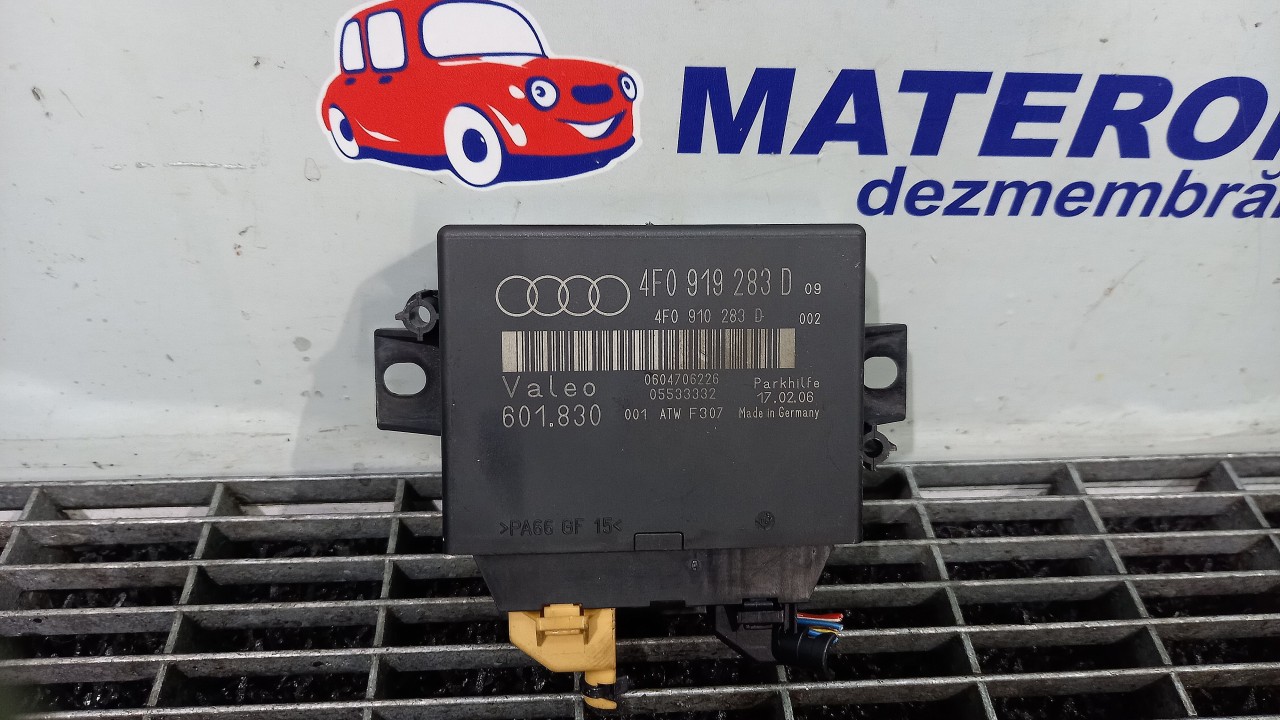 MATERO
dezmembră
4F0 919 283 D 09
4F0 910 283 D 002
Valeo 0604706226 Parkhilfe
05533332 17.02.06
601.830 001 ATW F307 Made in Germany
>PA66 GF 15<